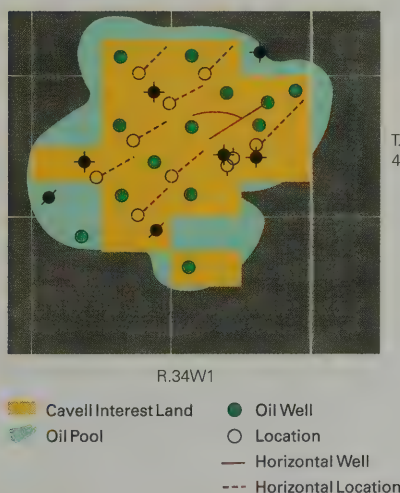 T.
4
R.34W1
Cavell Interest Land
Oil Pool
Oil Well
Location
Horizontal Well
Horizontal Location